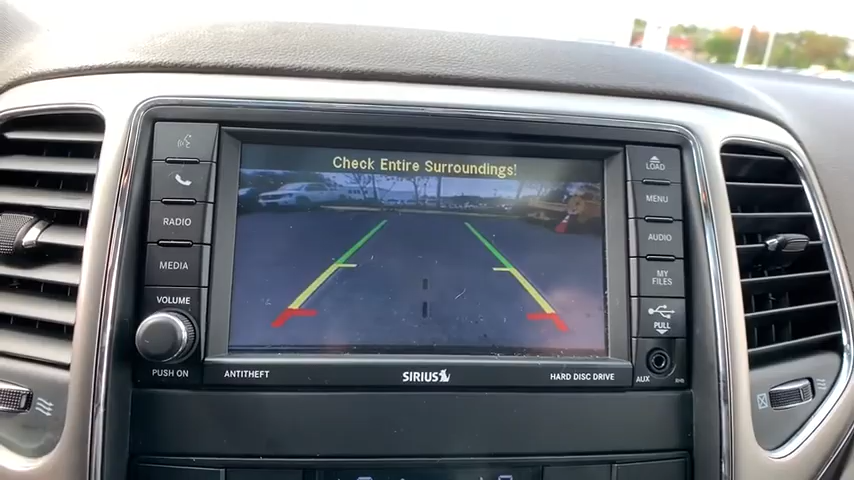 Check Entire Surroundings!
RADIO
MEDIA
VOLUME
PUSH ON
LOAD
MENU
AUDIO
MY
FILES
PULL
AUX
RHB
ANTITHEFT
SIRIUS
HARD DISC DRIVE